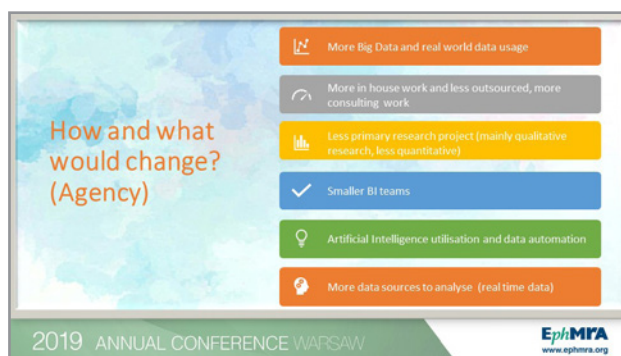 How and what
would change?
(Agency)
More Big Data and real world data usage
More in house work and less outsourced, more
consulting work
Less primary research project (mainly qualitative
research, less quantitative)
Smaller BI teams
Artificial Intelligence utilisation and data automation
More data sources to analyse (real time data)
2019 ANNUAL CONFERENCE WARSAW
EphMRA
www.ephmra.org